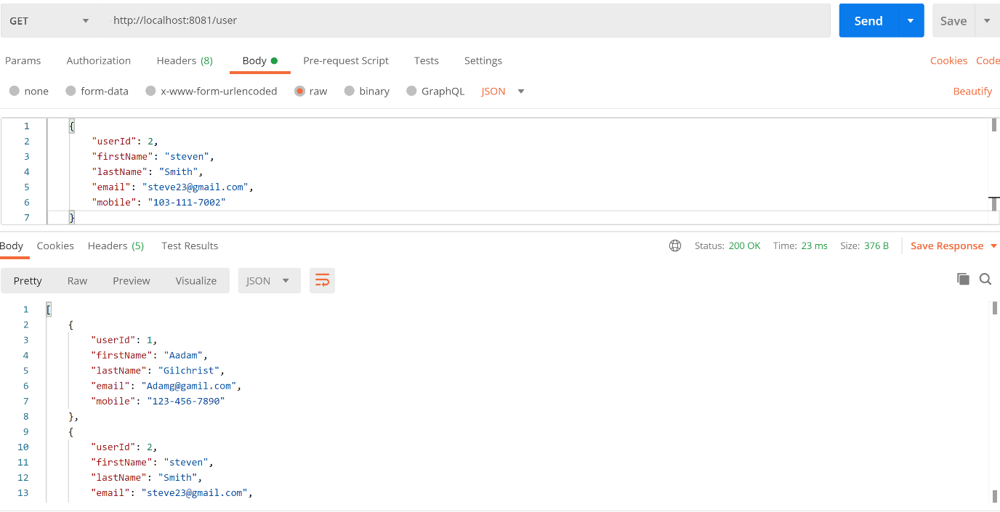 GET http://localhost:8081/user Send Save
Params Authorization Headers (8) Body Pre-request Script Tests Settings Cookies Code
none form-data x-www-form-urlencoded raw binary GraphQL JSON Beautify
1 {
2 "userId": 2,
3 "firstName": "steven",
4 "lastName": "Smith",
5 "email": "steve23@gmail.com",
6 "mobile": "103-111-7002"
7 }
Body Cookies Headers (5) Test Results Status: 200 OK Time: 23 ms Size: 376 B Save Response
Pretty Raw Preview Visualize JSON
1 [
2 {
3 "userId": 1,
4 "firstName": "Aadam",
5 "lastName": "Gilchrist",
6 "email": "Adamg@gamil.com",
7 "mobile": "123-456-7890"
8 },
9 {
10 "userId": 2,
11 "firstName": "steven",
12 "lastName": "Smith",
13 "email": "steve23@gmail.com",